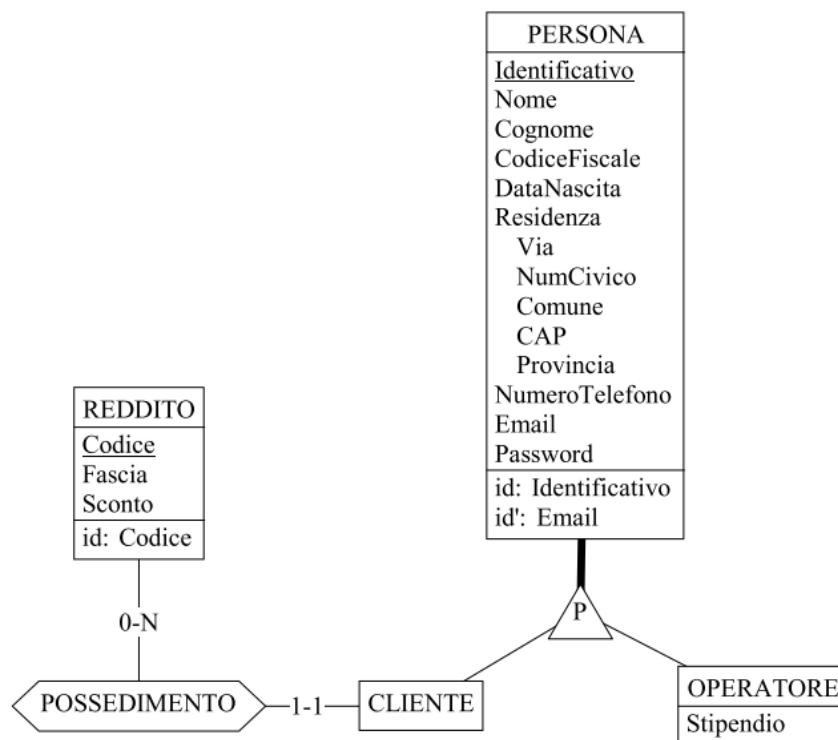 PERSONA
Identificativo
Nome
Cognome
CodiceFiscale
DataNascita
Residenza
Via
NumCivico
Comune
CAP
Provincia
NumeroTelefono
Email
Password
id: Identificativo
id': Email
REDDITO
Codice
Fascia
Sconto
id: Codice
0-N
P
POSSEDIMENTO
1-1
CLIENTE
OPERATORE
Stipendio